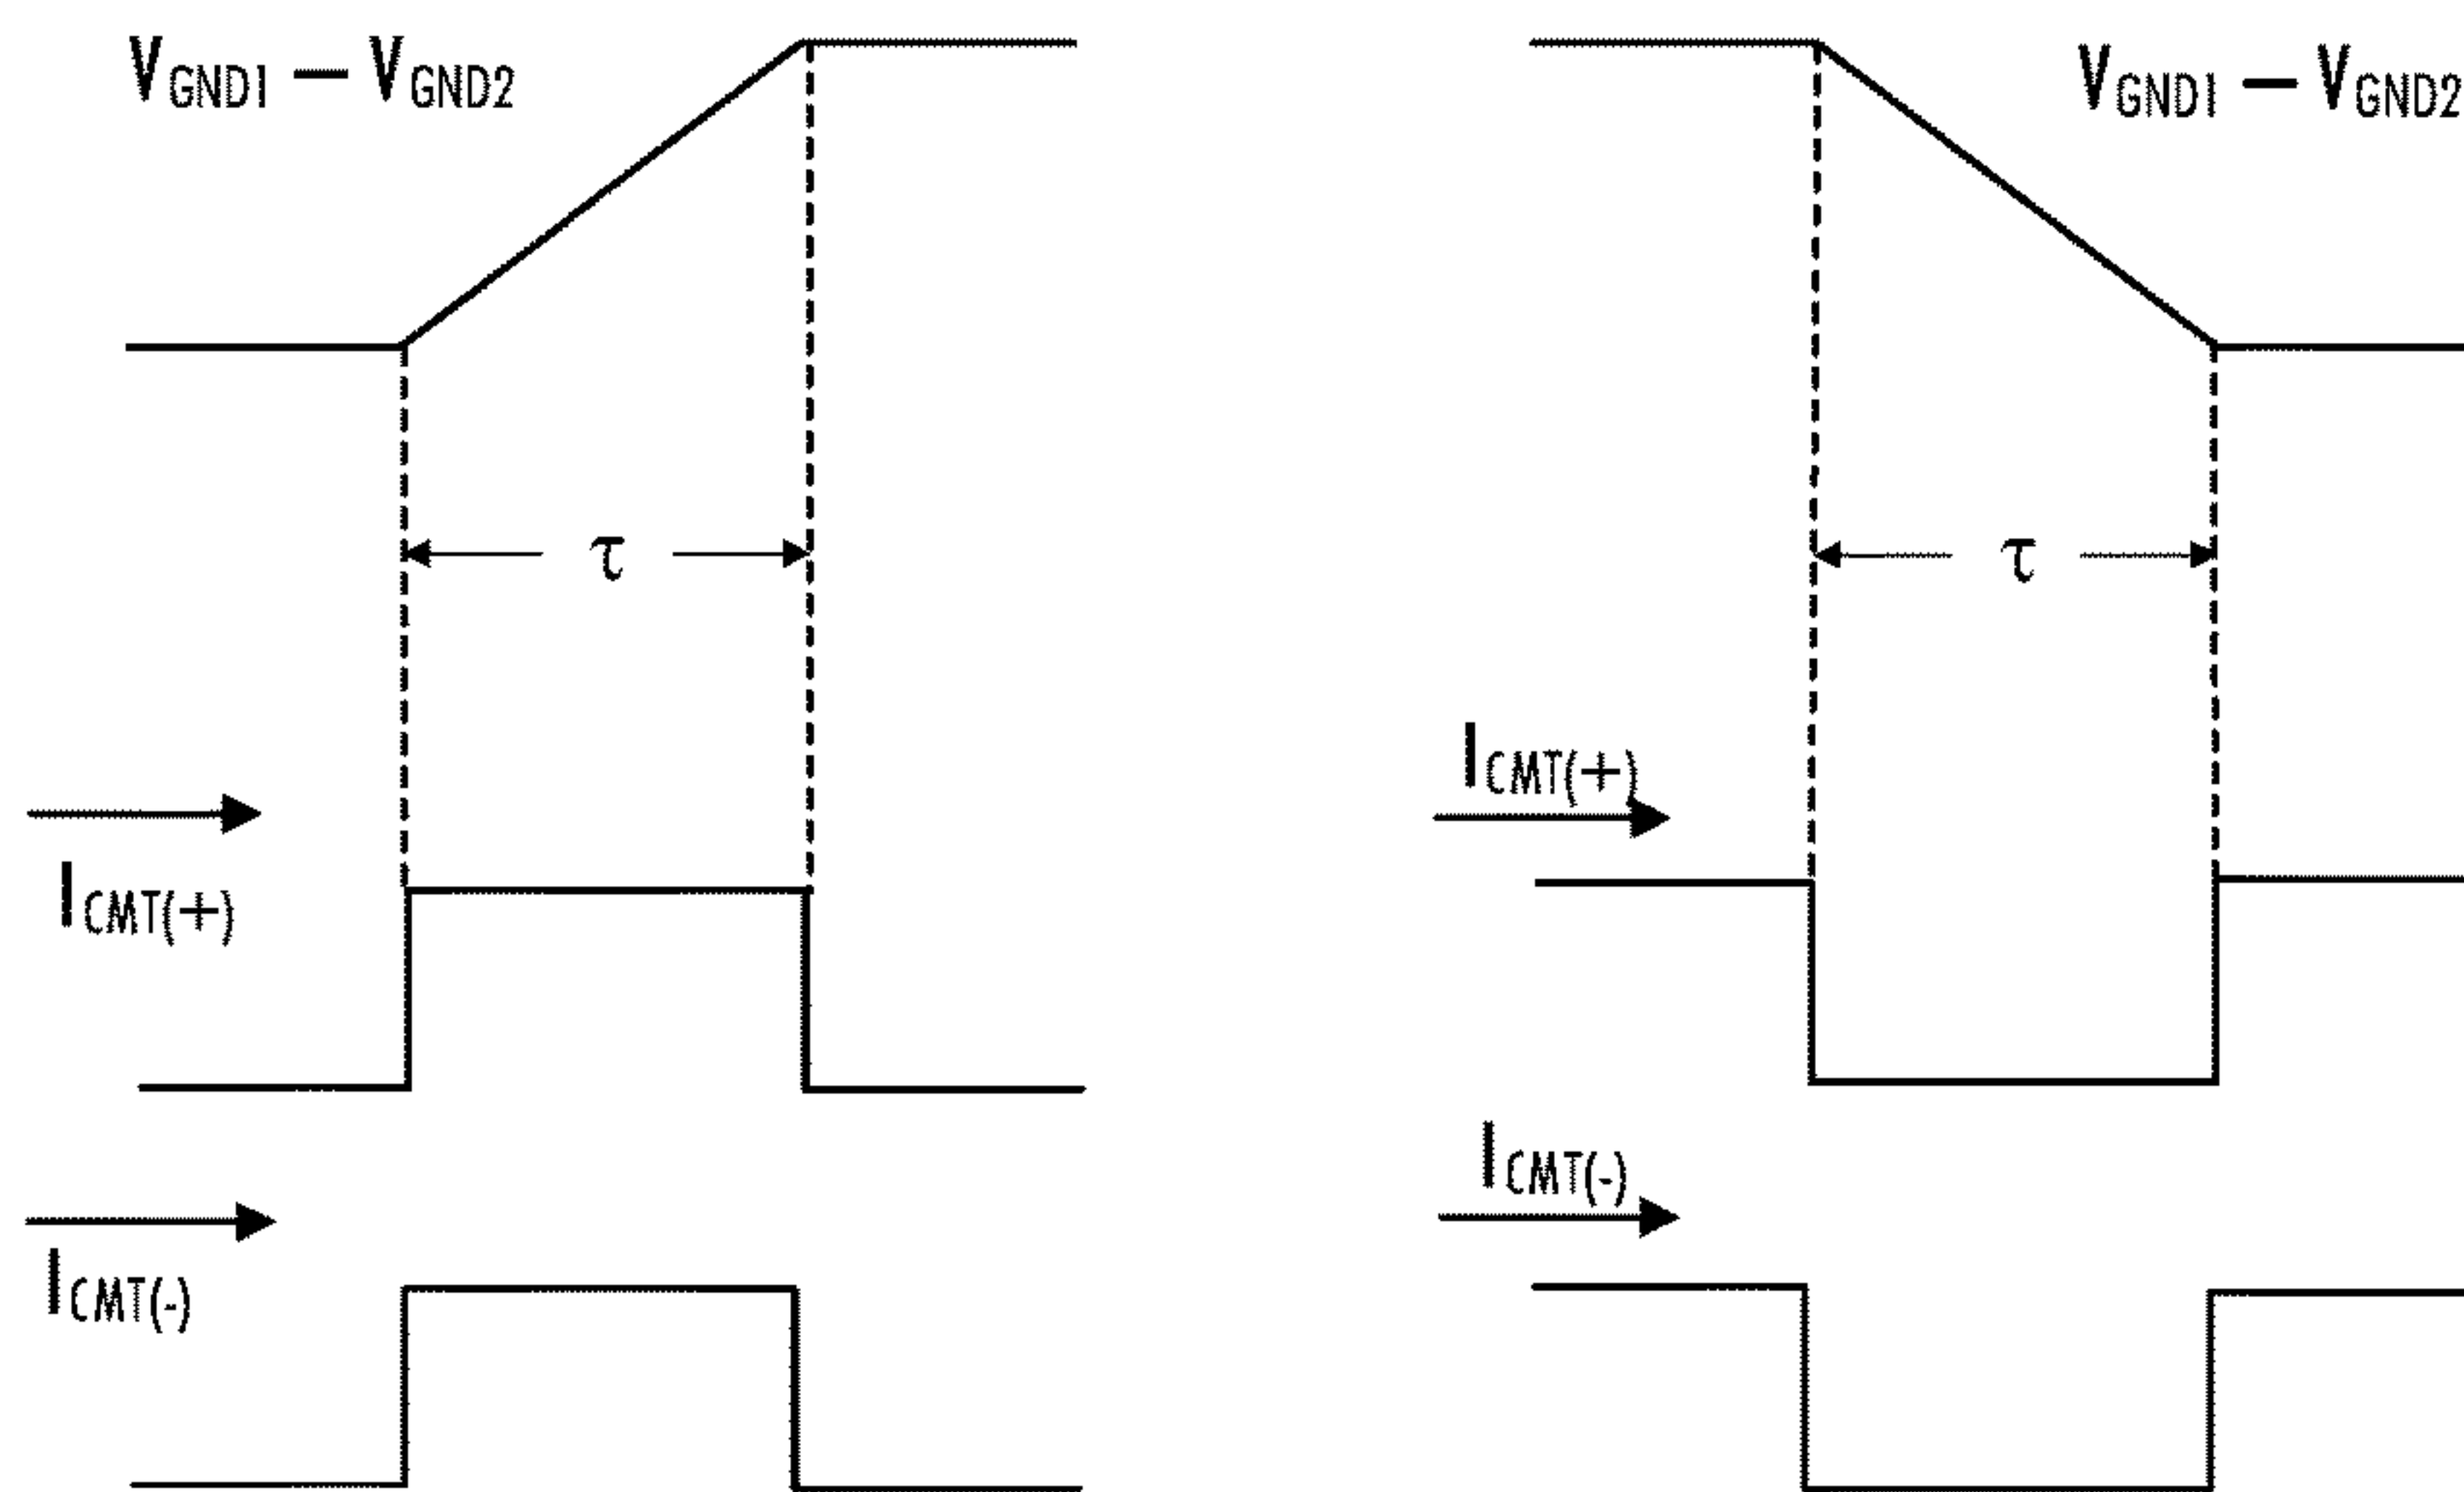 VGND1 – VGND2
VGND1 – VGND2
τ
τ
ICMT(+)
ICMT(+)
ICMT(-)
ICMT(-)